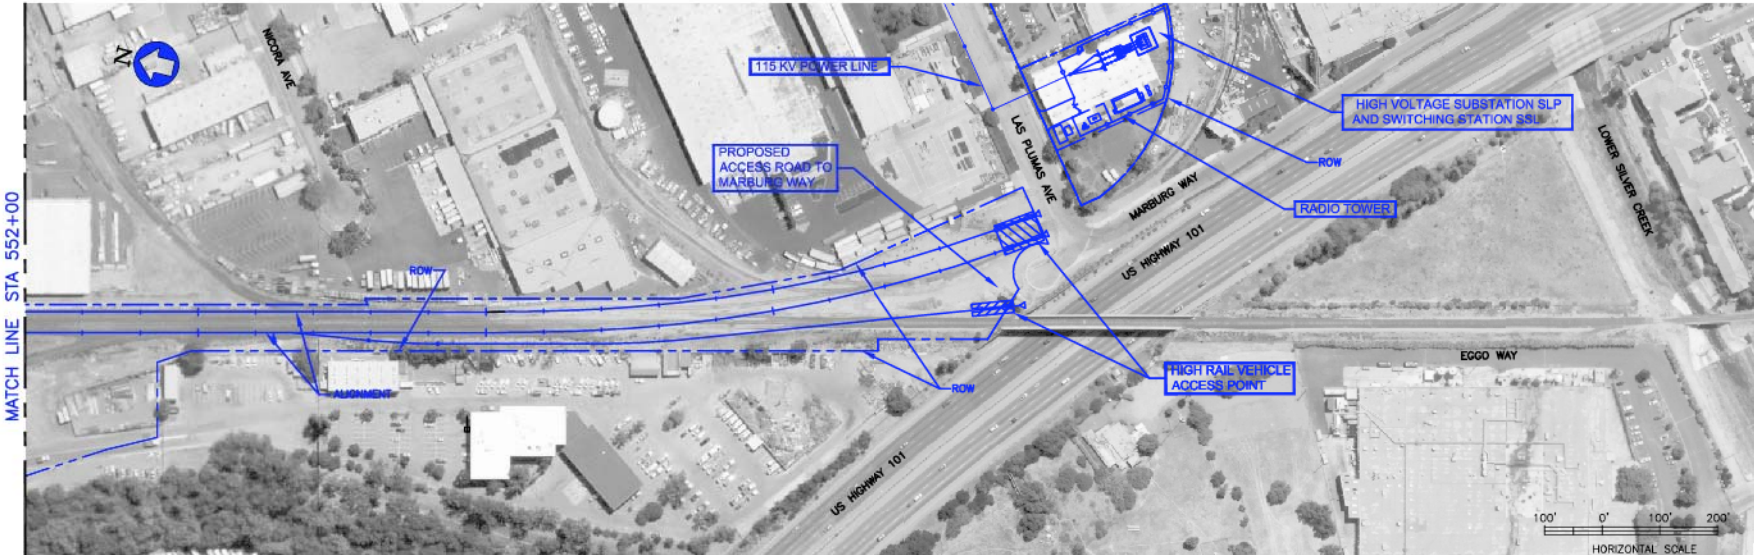 N
NICORA AVE
115 KV POWER LINE
HIGH VOLTAGE SUBSTATION SLP
AND SWITCHING STATION SSL
LAS PLUMAS AVE
PROPOSED
ACCESS ROAD TO
MARBURG WAY
ROW
LOWER SILVER CREEK
MARBURG WAY
RADIO TOWER
US HIGHWAY 101
MATCH LINE STA 552+00
ROW
EGGO WAY
HIGH RAIL VEHICLE
ACCESS POINT
ROW
ALIGNMENT
US HIGHWAY 101
100' 0' 100' 200'
HORIZONTAL SCALE